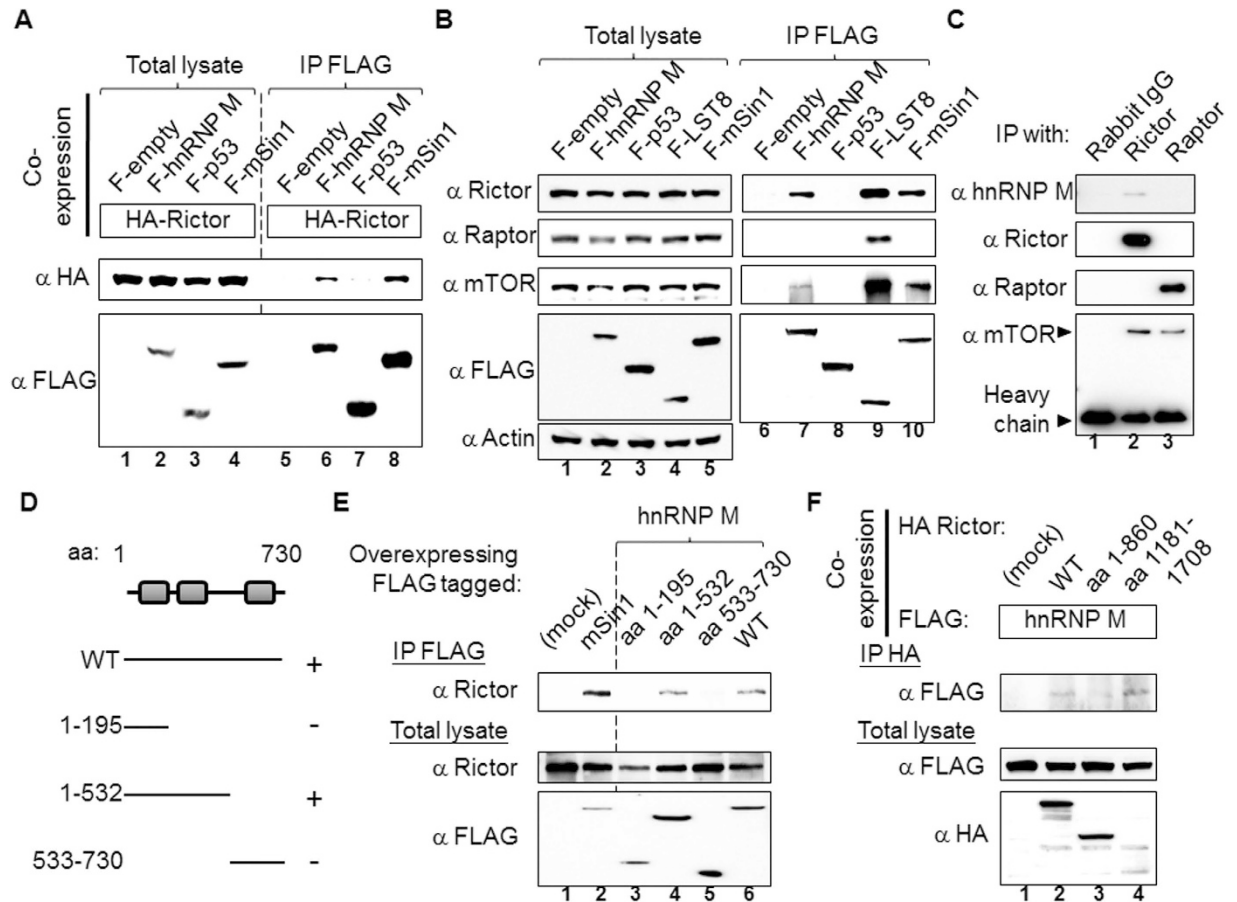 A
Total lysate
IP FLAG
Co-expression
F-empty
F-hnRNP M
F-p53
F-mSin1
F-empty
F-hnRNP M
F-p53
F-mSin1
HA-Rictor
HA-Rictor
α HA
α FLAG
1 2 3 4 5 6 7 8
B
Total lysate
IP FLAG
F-empty
F-hnRNP M
F-p53
F-LST8
F-mSin1
F-empty
F-hnRNP M
F-p53
F-LST8
F-mSin1
α Rictor
α Raptor
α mTOR
α FLAG
α Actin
1 2 3 4 5
6 7 8 9 10
C
IP with:
Rabbit IgG
Rictor
Raptor
α hnRNP M
α Rictor
α Raptor
α mTOR
Heavy
chain
1 2 3
D
aa: 1 730
WT +
1-195 -
1-532 +
533-730 -
E
hnRNP M
Overexpressing
FLAG tagged:
(mock)
mSin1
aa 1-195
aa 1-532
aa 533-730
WT
IP FLAG
α Rictor
Total lysate
α Rictor
α FLAG
1 2 3 4 5 6
F
Co-
expression
HA Rictor:
(mock)
WT
aa 1-860
aa 1181-
1708
FLAG:
hnRNP M
IP HA
α FLAG
Total lysate
α FLAG
α HA
1 2 3 4